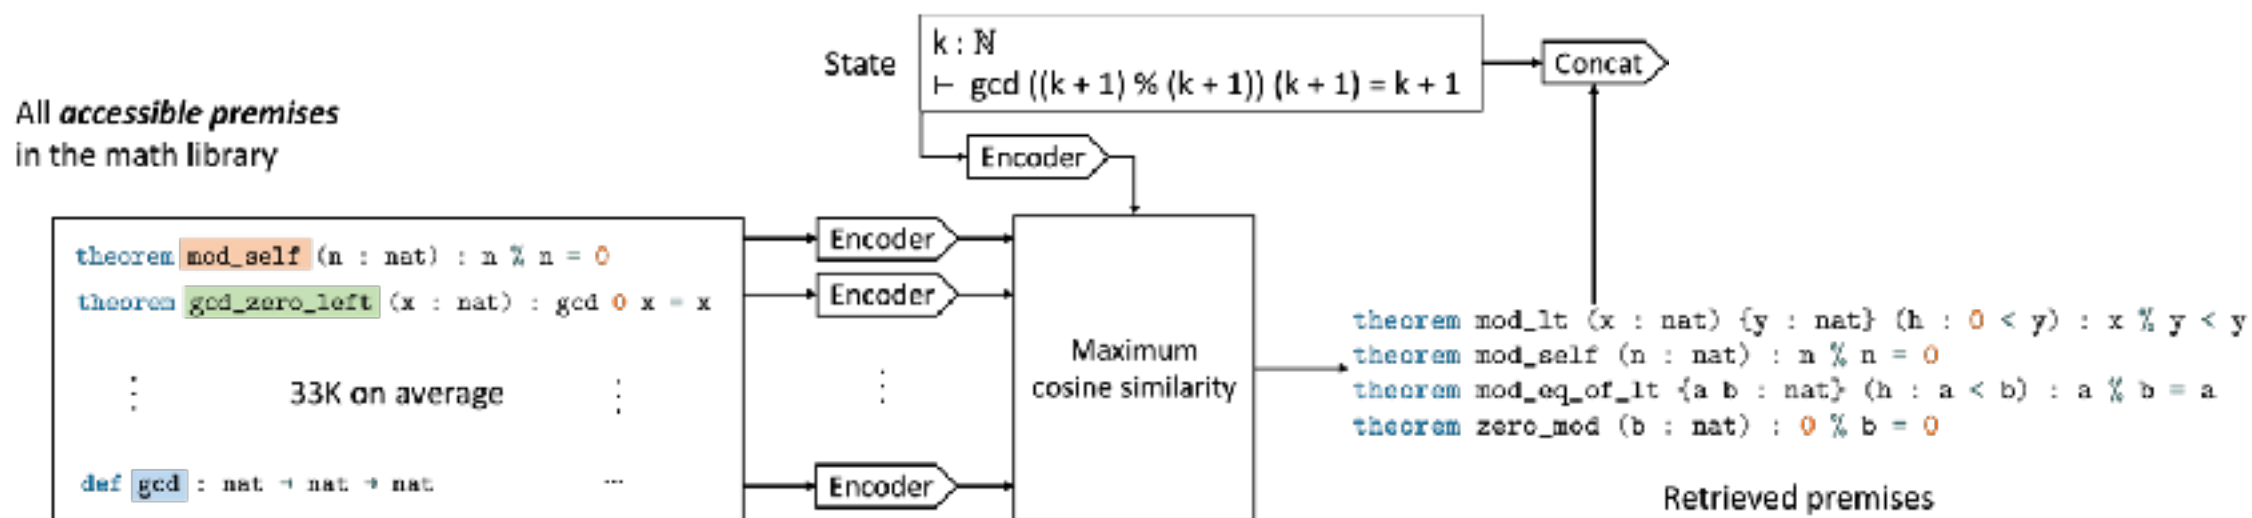 State
k : ℕ
⊢ gcd ((k + 1) % (k + 1)) (k + 1) = k + 1
Concat
All accessible premises
in the math library
Encoder
theorem mod_self (n : nat) : n % n = 0
theorem gcd_zero_left (x : nat) : gcd 0 x = x
⋮ 33K on average ⋮
def gcd : nat → nat → nat ...
Encoder
Encoder
⋮
Encoder
Maximum
cosine similarity
theorem mod_lt (x : nat) {y : nat} (h : 0 < y) : x % y < y
theorem mod_self (n : nat) : n % n = 0
theorem mod_eq_of_lt {a b : nat} (h : a < b) : a % b = a
theorem zero_mod (b : nat) : 0 % b = 0
Retrieved premises